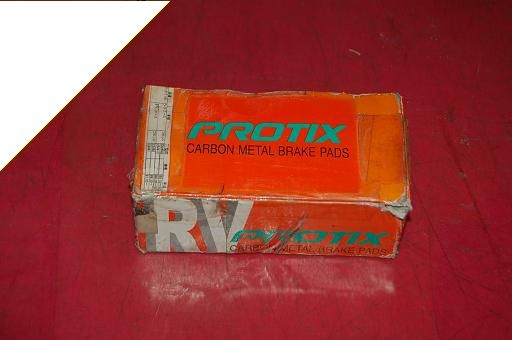 PROTIX
CARBON METAL BRAKE PADS
RV
PROTIX
CARBON METAL BRAKE PADS